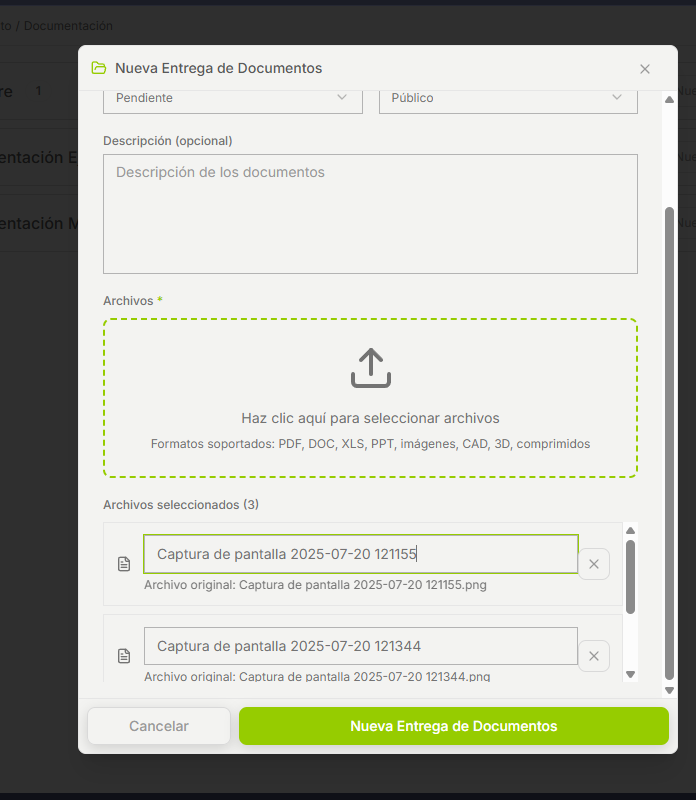 to / Documentación
Nueva Entrega de Documentos
re 1
Nue
Pendiente
Público
Descripción (opcional)
entación E
Nue
Descripción de los documentos
entación M
Nue
Archivos *
Haz clic aquí para seleccionar archivos
Formatos soportados: PDF, DOC, XLS, PPT, imágenes, CAD, 3D, comprimidos
Archivos seleccionados (3)
Captura de pantalla 2025-07-20 121155
Archivo original: Captura de pantalla 2025-07-20 121155.png
Captura de pantalla 2025-07-20 121344
Archivo original: Captura de pantalla 2025-07-20 121344.png
Cancelar
Nueva Entrega de Documentos